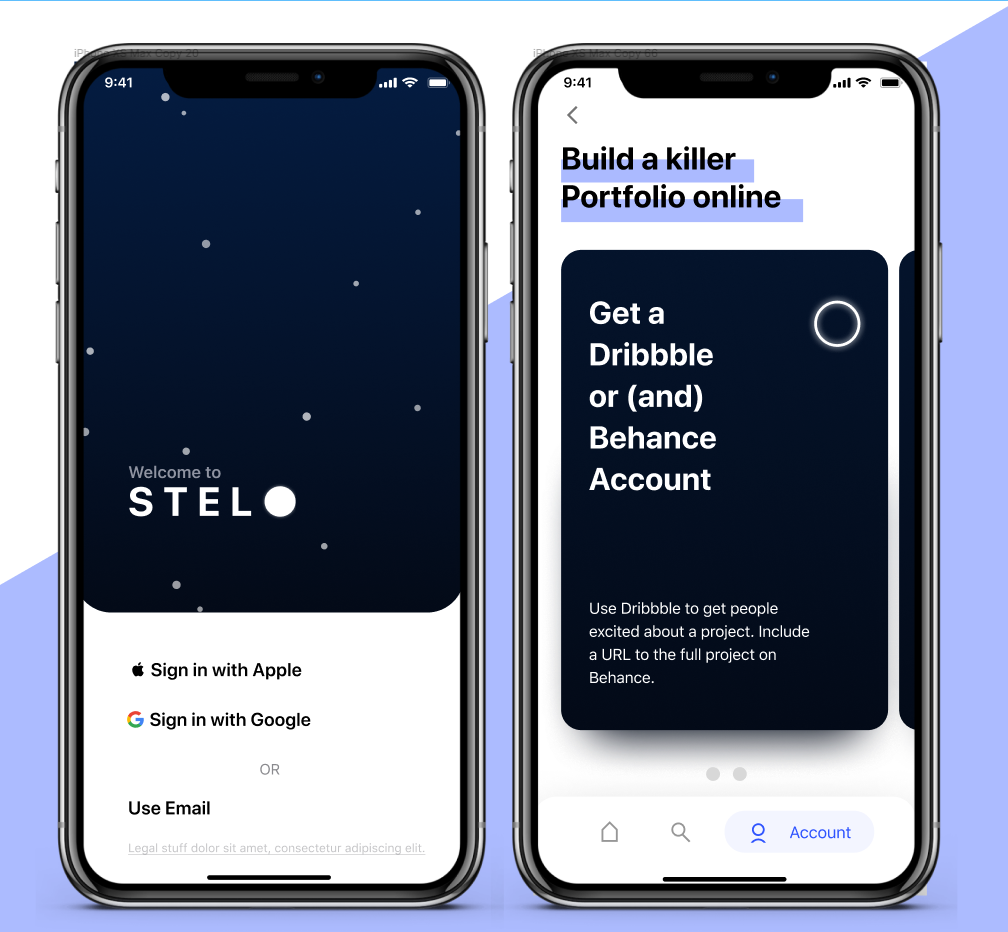 iPhone XS Max Copy 20
9:41
Welcome to
STELO
Sign in with Apple
Sign in with Google
OR
Use Email
Legal stuff dolor sit amet, consectetur adipiscing elit.
iPhone XS Max Copy 60
9:41
Build a killer
Portfolio online
Get a
Dribbble
or (and)
Behance
Account
Use Dribbble to get people
excited about a project. Include
a URL to the full project on
Behance.
Account